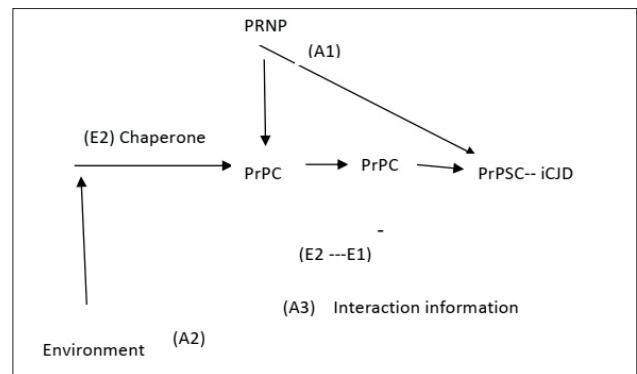 PRNP
(A1)
(E2) Chaperone
PrPC
PrPC
PrPSC-- iCJD
-
(E2 ---E1)
(A3) Interaction information
(A2)
Environment